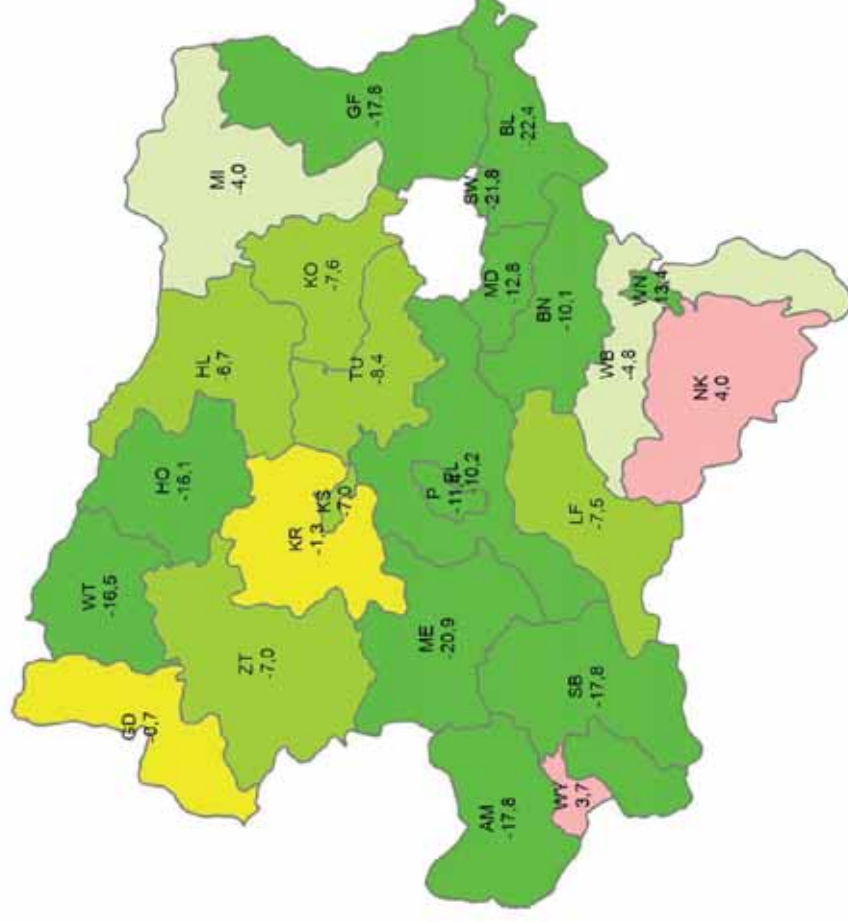 GD
-0,7
WT
-16,5
HO
-16,1
HL
-6,7
MI
-4,0
ZT
-7,0
KR
-1,3
KO
-7,6
KS
-7,0
GF
-17,8
TU
-8,4
ME
-20,9
P
PL
-10,2
SW
-21,8
AM
-17,8
MD
-12,8
BL
-22,4
BN
-10,1
WY
3,7
SB
-17,8
LF
-7,5
WB
-4,8
WN
13,4
NK
4,0